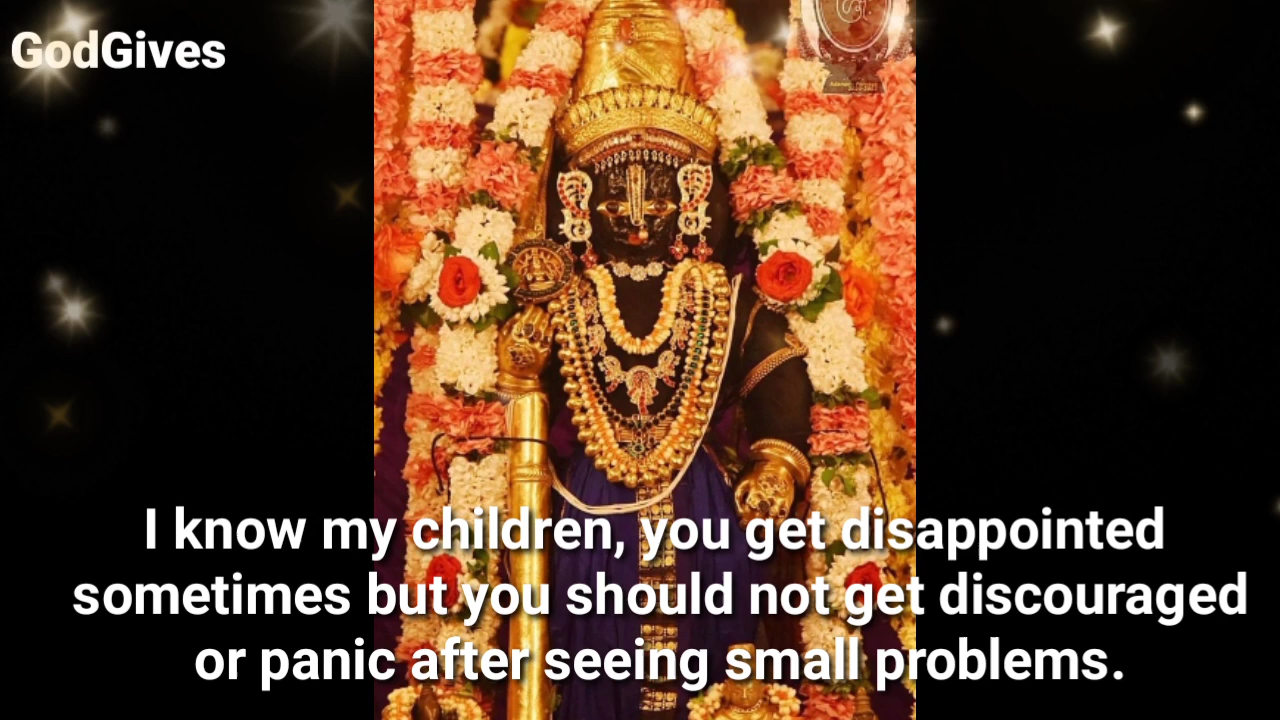 GodGives
I know my children, you get disappointed
sometimes but you should not get discouraged
or panic after seeing small problems.